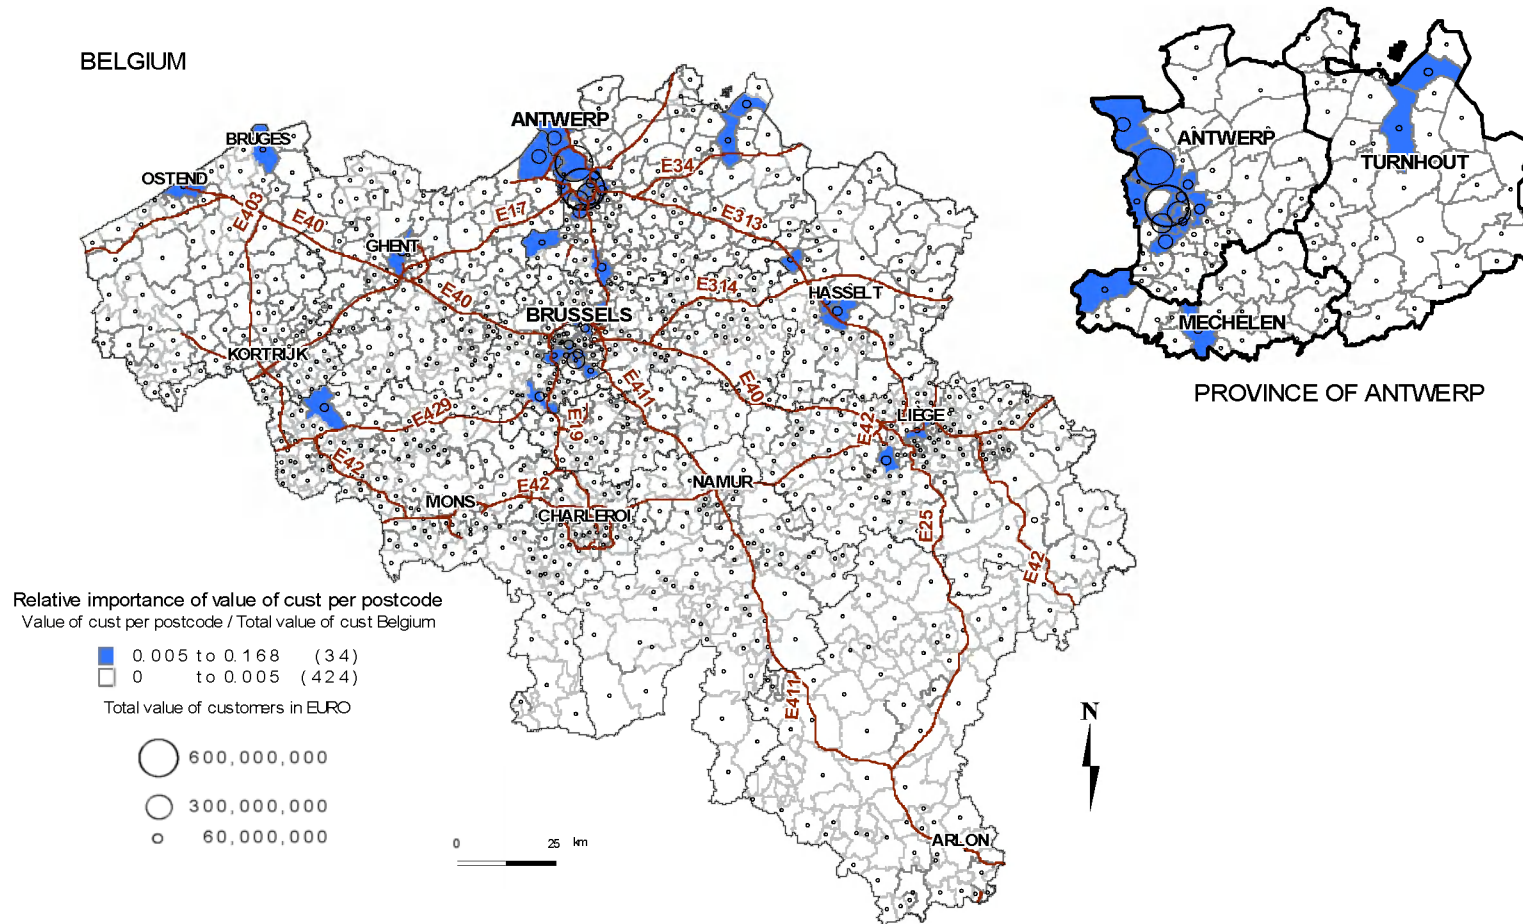 BELGIUM
ANTWERP
BRUGES
OSTEND
E34
E403
E40
E17
E313
GHENT
E40
E314
HASSELT
BRUSSELS
KORTRIJK
E411
E40
E429
E19
E42
LIEGE
E42
NAMUR
E42
MONS
CHARLEROI
E25
E42
E411
ARLON
ANTWERP
TURNHOUT
MECHELEN
PROVINCE OF ANTWERP
Relative importance of value of cust per postcode
Value of cust per postcode / Total value of cust Belgium
0.005 to 0.168 (34)
0 to 0.005 (424)
Total value of customers in EURO
600,000,000
300,000,000
60,000,000
0 25 km
N